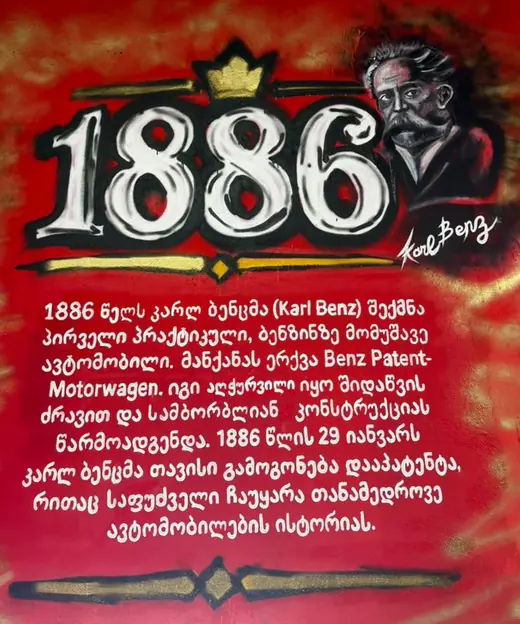 1886
Karl Benz
1886 წელს კარლ ბენცმა (Karl Benz) შექმნა
პირველი პრაქტიკული, ბენზინზე მომუშავე
ავტომობილი. მანქანას ერქვა Benz Patent-
Motorwagen. იგი აღჭურვილი იყო შიდაწვის
ძრავით და სამბორბლიან კონსტრუქციას
წარმოადგენდა. 1886 წლის 29 იანვარს
კარლ ბენცმა თავისი გამოგონება დააპატენტა,
რითაც საფუძველი ჩაუყარა თანამედროვე
ავტომობილების ისტორიას.